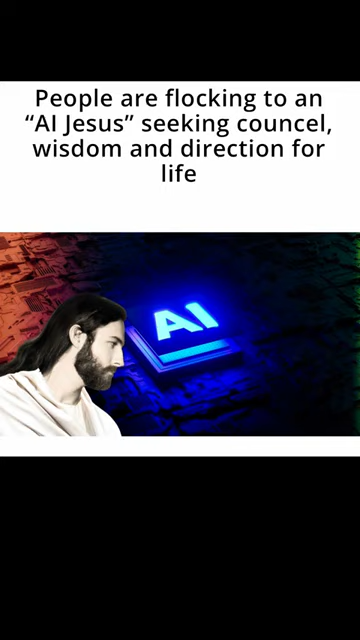 People are flocking to an
“AI Jesus” seeking councel,
wisdom and direction for
life
AI